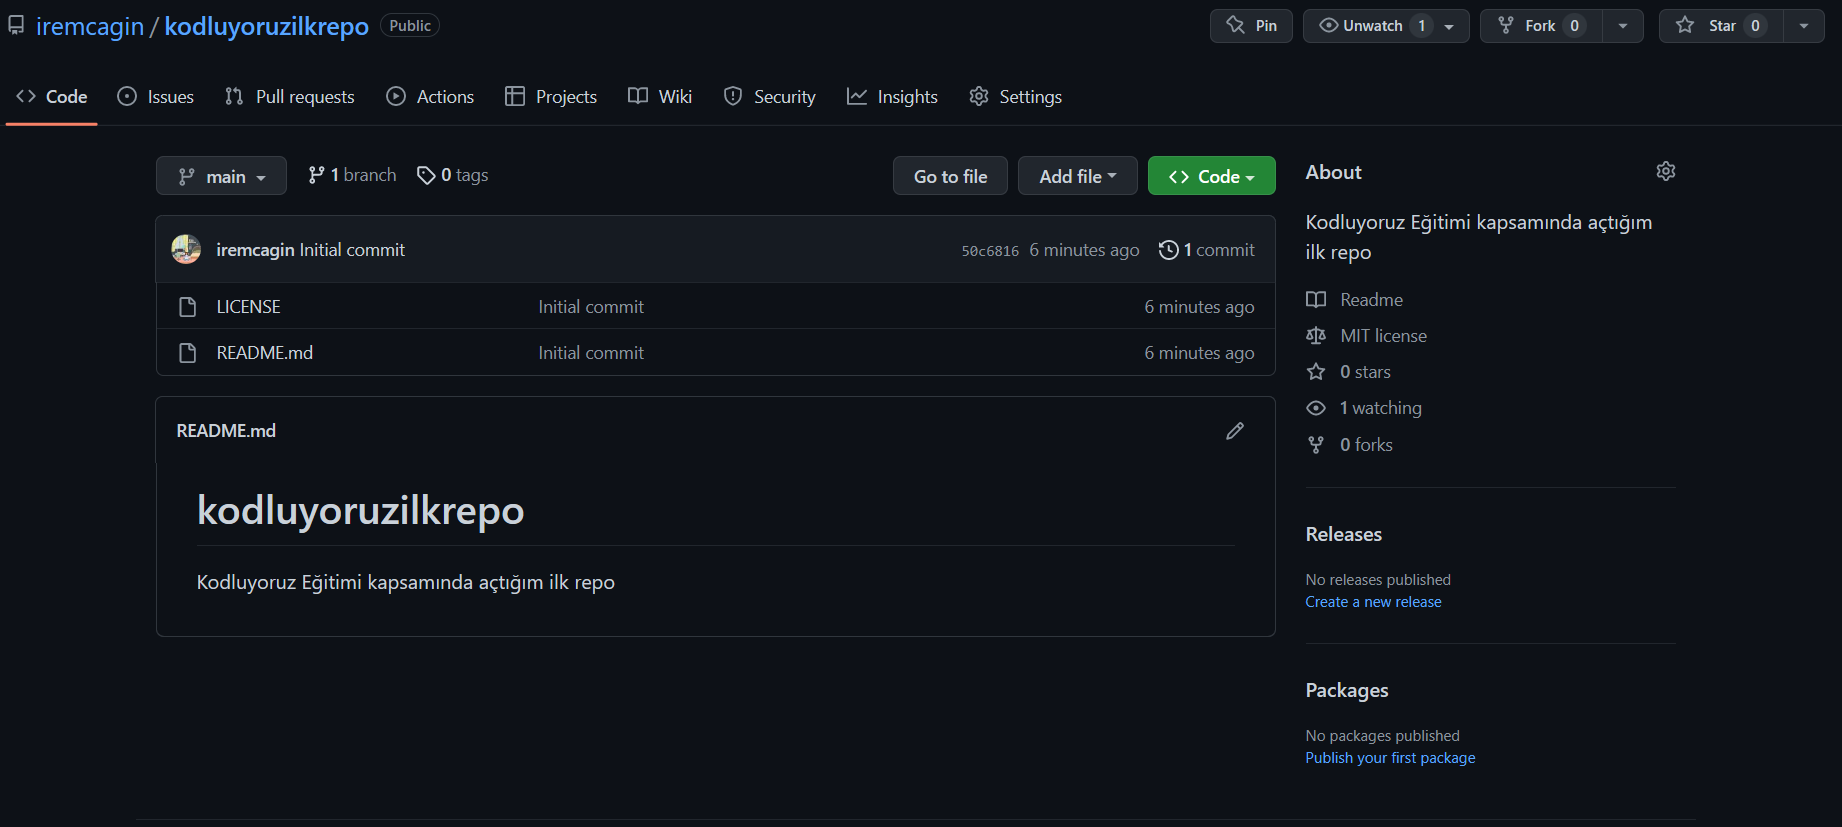 iremcagin / kodluyoruzilkrepo Public
Pin Unwatch 1 Fork 0 Star 0
Code Issues Pull requests Actions Projects Wiki Security Insights Settings
main 1 branch 0 tags Go to file Add file Code
iremcagin Initial commit 50c6816 6 minutes ago 1 commit
LICENSE Initial commit 6 minutes ago
README.md Initial commit 6 minutes ago
README.md
kodluyoruzilkrepo
Kodluyoruz Eğitimi kapsamında açtığım ilk repo
About
Kodluyoruz Eğitimi kapsamında açtığım
ilk repo
Readme
MIT license
0 stars
1 watching
0 forks
Releases
No releases published
Create a new release
Packages
No packages published
Publish your first package